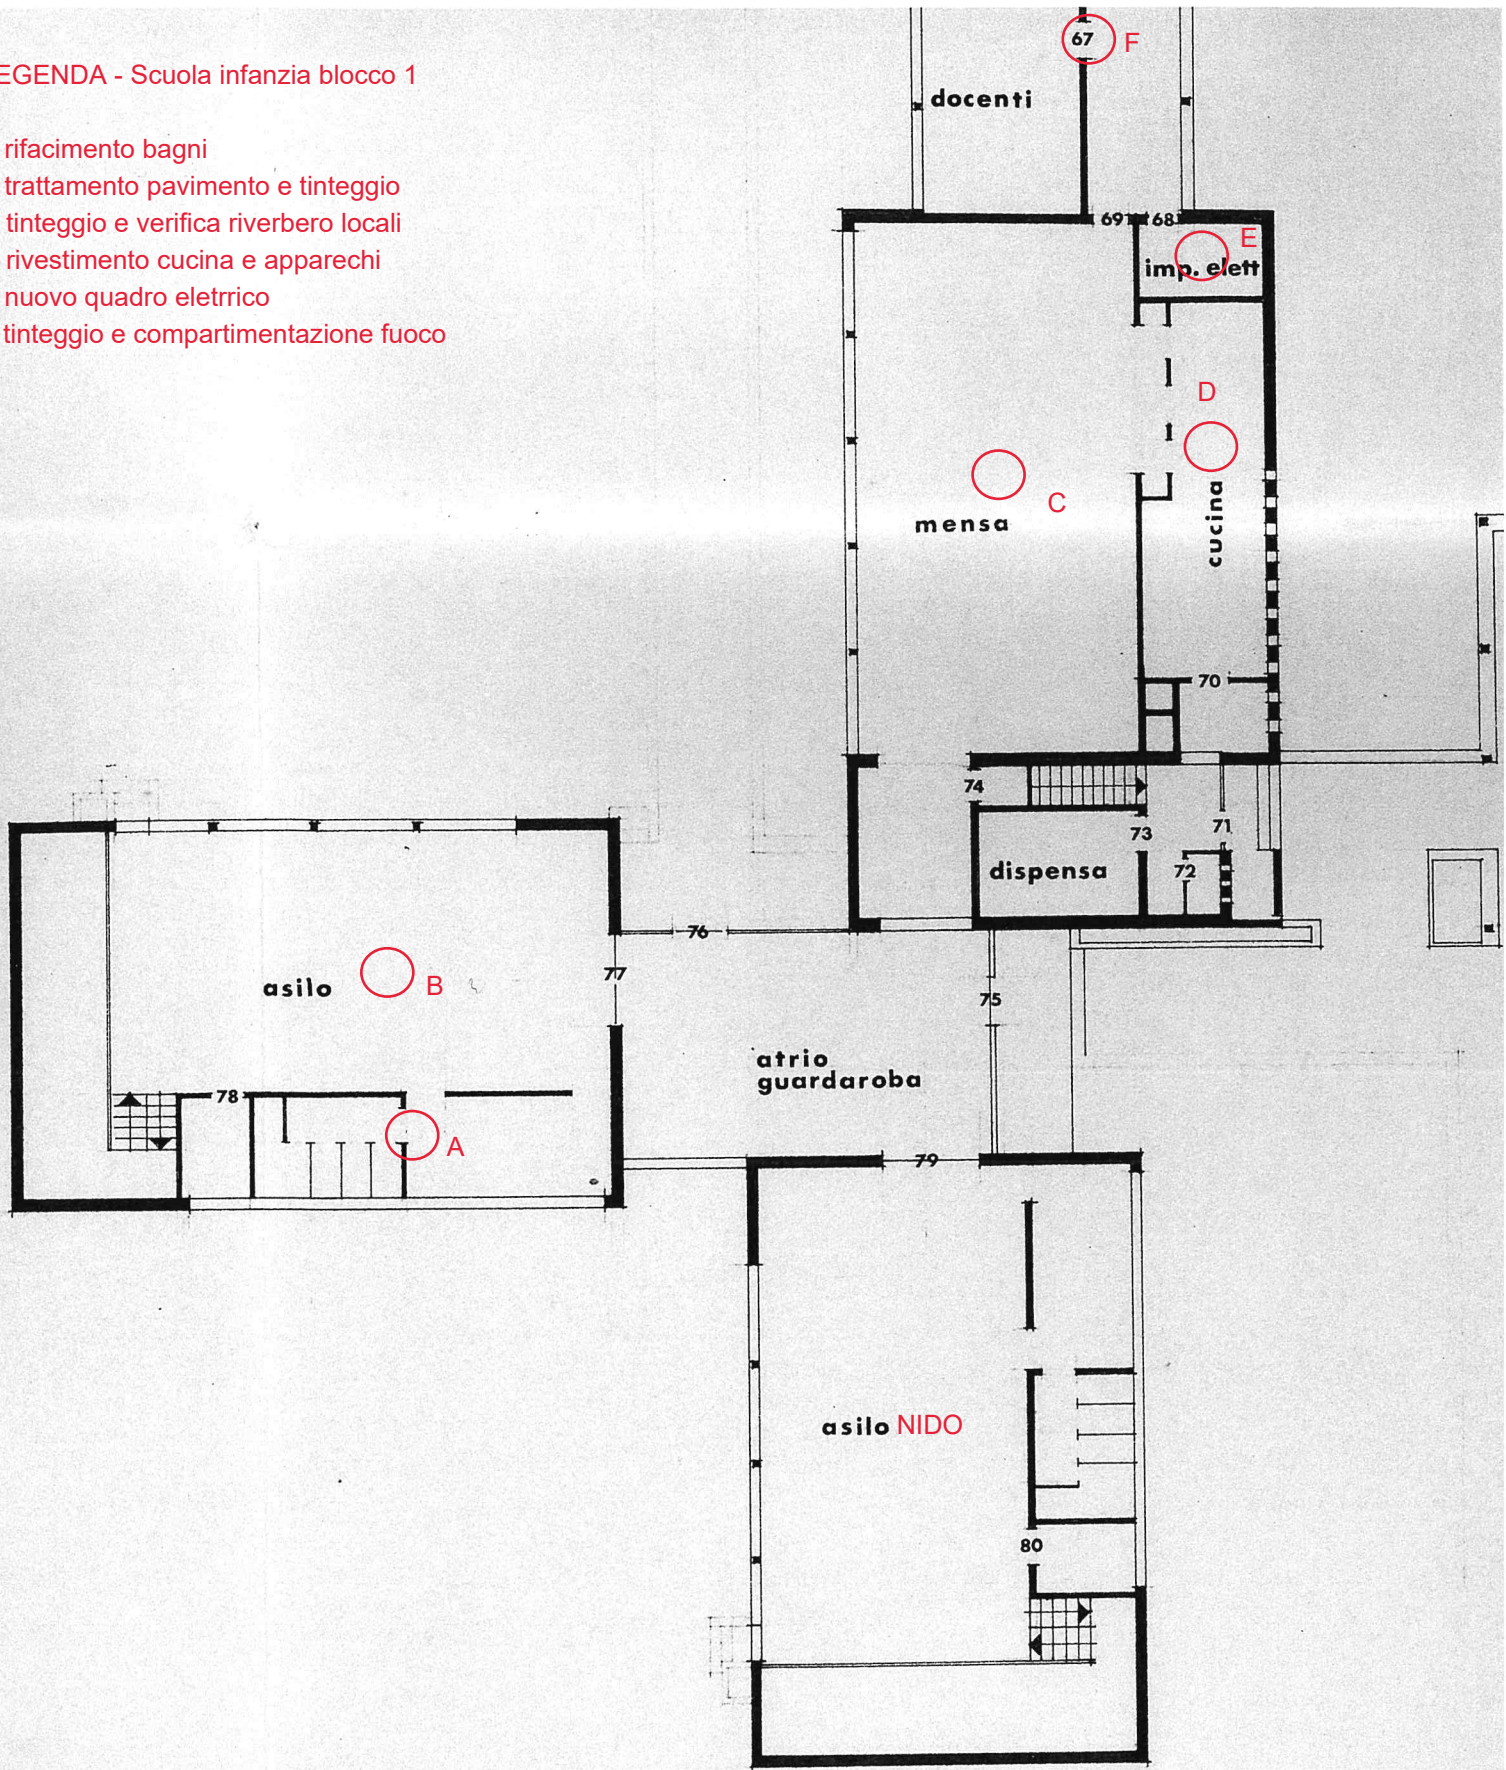 EGENDA - Scuola infanzia blocco 1
rifacimento bagni
trattamento pavimento e tinteggio
tinteggio e verifica riverbero locali
rivestimento cucina e apparechi
nuovo quadro eletrrico
tinteggio e compartimentazione fuoco
67 F
docenti
69 68
E
imp. elett
D
C
mensa
cucina
70
74
73 71
dispensa 72
76
77
asilo B
75
atrio
guardaroba
78
A
79
asilo NIDO
80